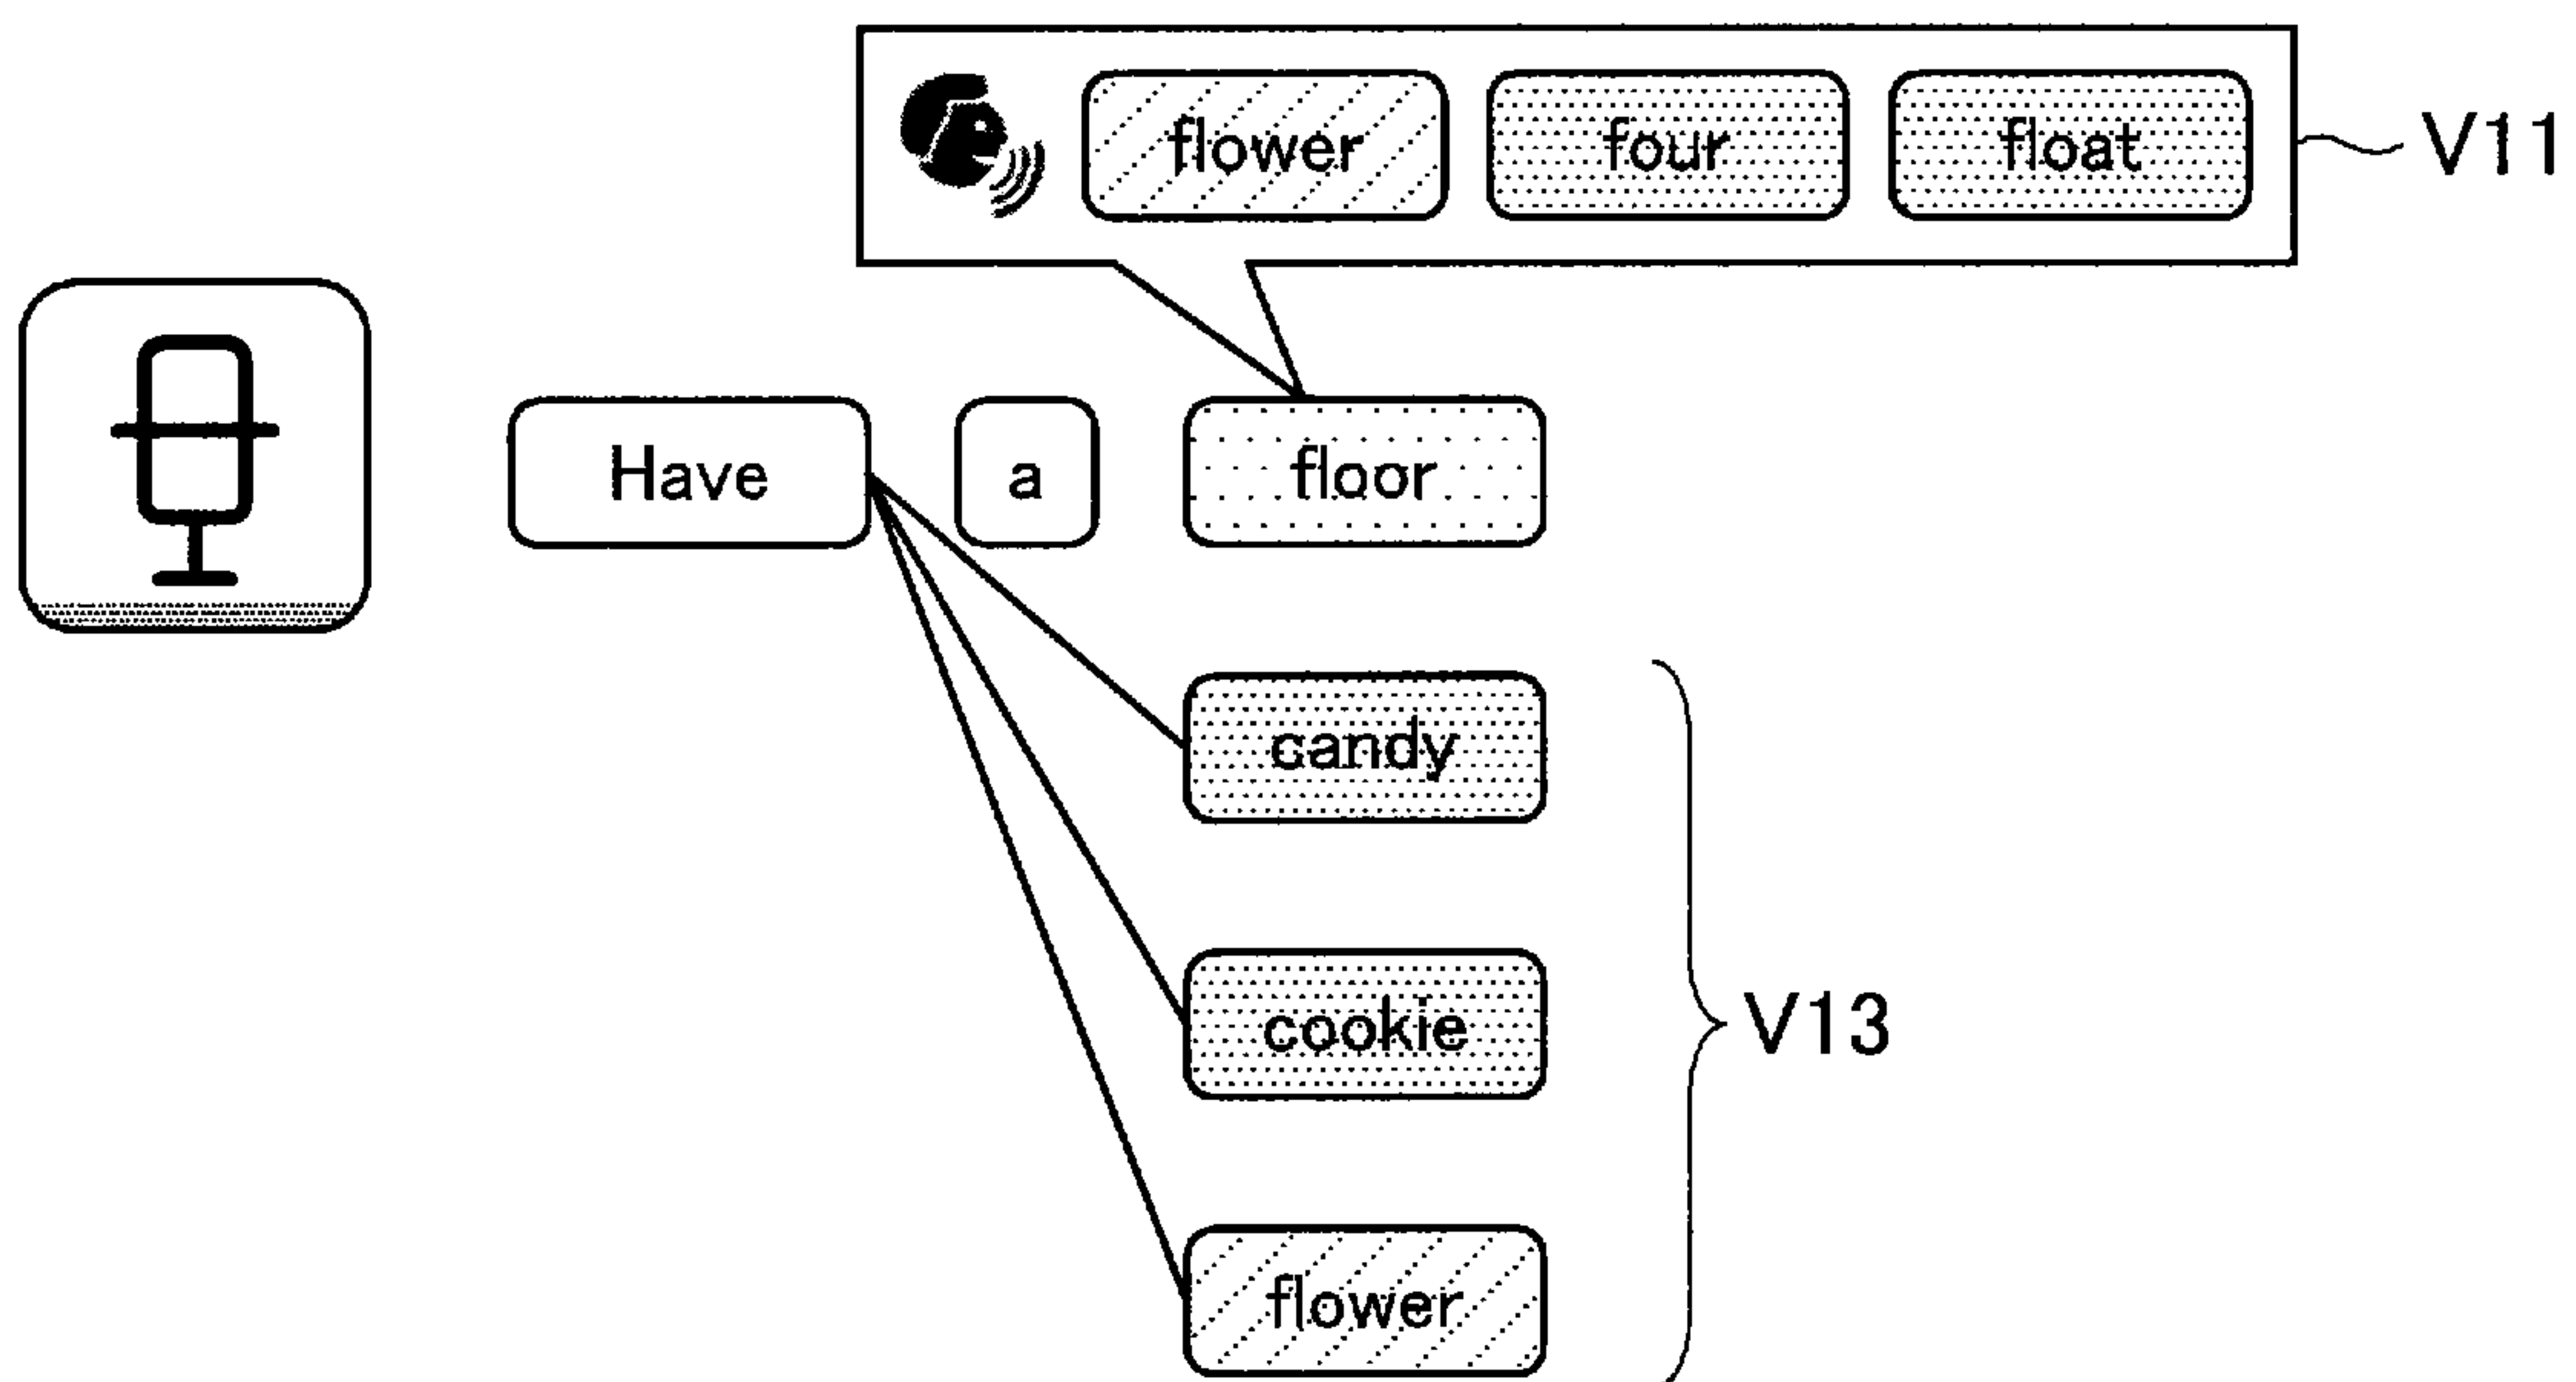 flower four float V11
Have a floor
candy
cookie V13
flower